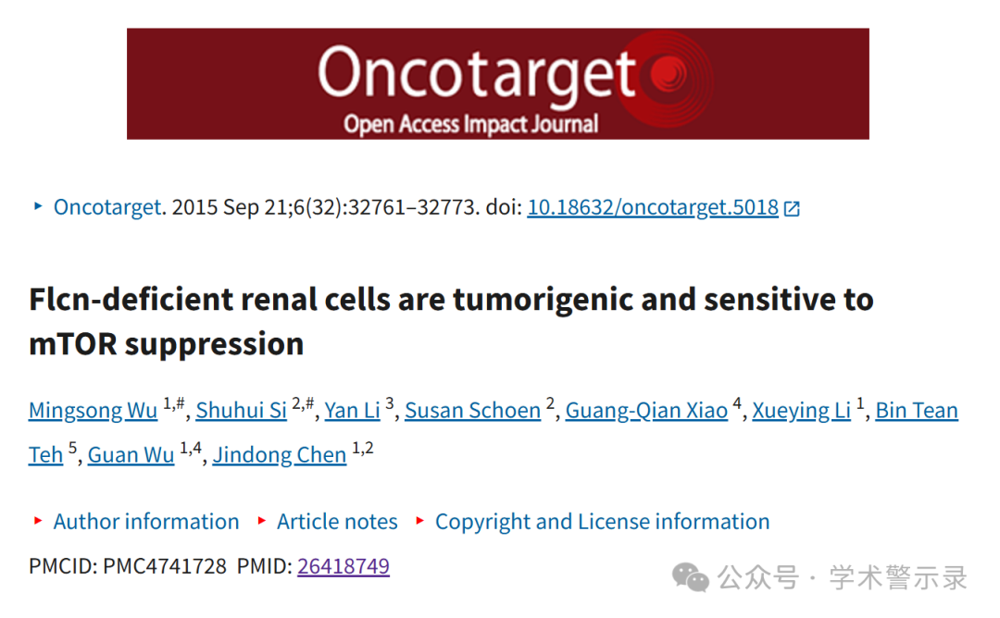 Oncotarget
Open Access Impact Journal
Oncotarget. 2015 Sep 21;6(32):32761–32773. doi: 10.18632/oncotarget.5018
Flcn-deficient renal cells are tumorigenic and sensitive to
mTOR suppression
Mingsong Wu 1,#, Shuhui Si 2,#, Yan Li 3, Susan Schoen 2, Guang-Qian Xiao 4, Xueying Li 1, Bin Tean
Teh 5, Guan Wu 1,4, Jindong Chen 1,2
Author information Article notes Copyright and License information
PMCID: PMC4741728 PMID: 26418749
公众号 · 学术警示录